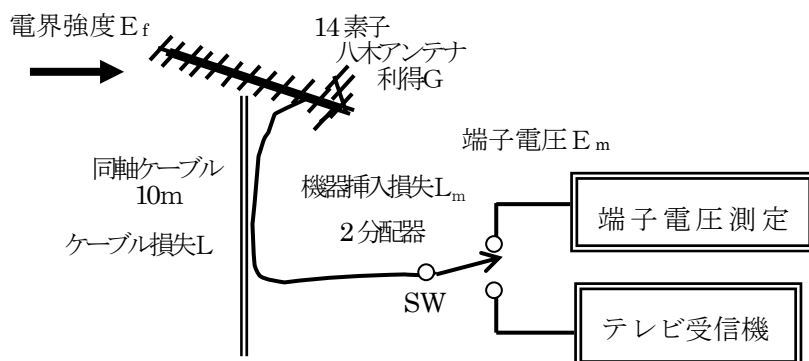 電界強度Ef
14素子
八木アンテナ
利得G
端子電圧Em
同軸ケーブル
10m
機器挿入損失Lm
2分配器
ケーブル損失L
端子電圧測定
SW
テレビ受信機